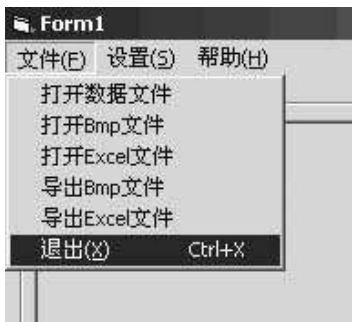 Form1
文件(F) 设置(S) 帮助(H)
打开数据文件
打开Bmp文件
打开Excel文件
导出Bmp文件
导出Excel文件
退出(X) Ctrl+X